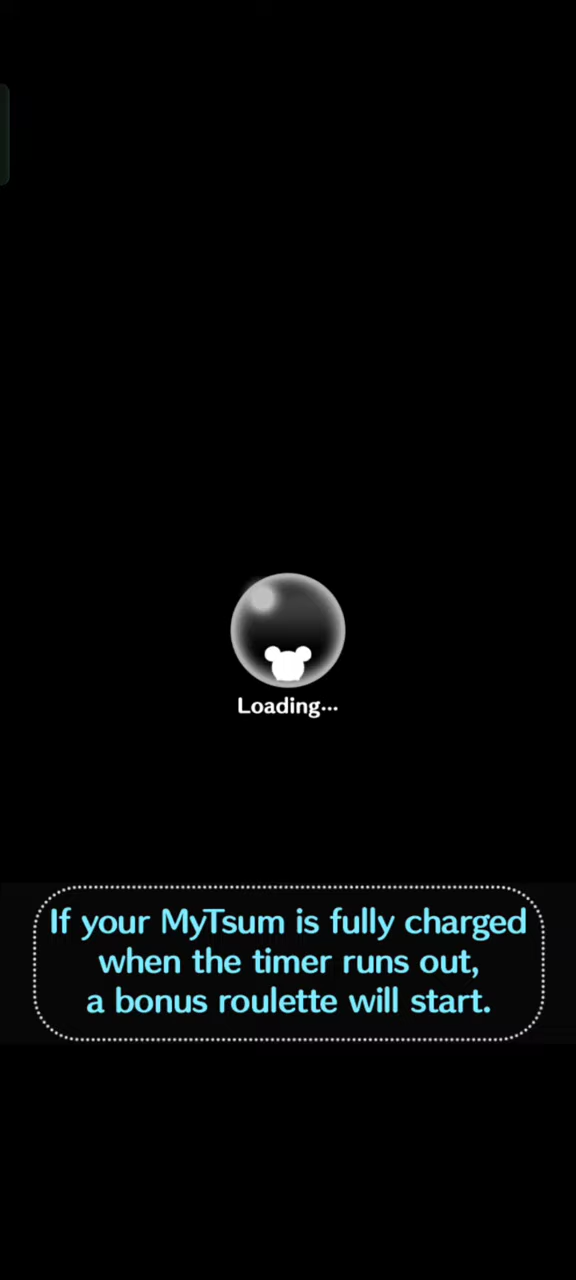 Loading···
If your MyTsum is fully charged
when the timer runs out,
a bonus roulette will start.